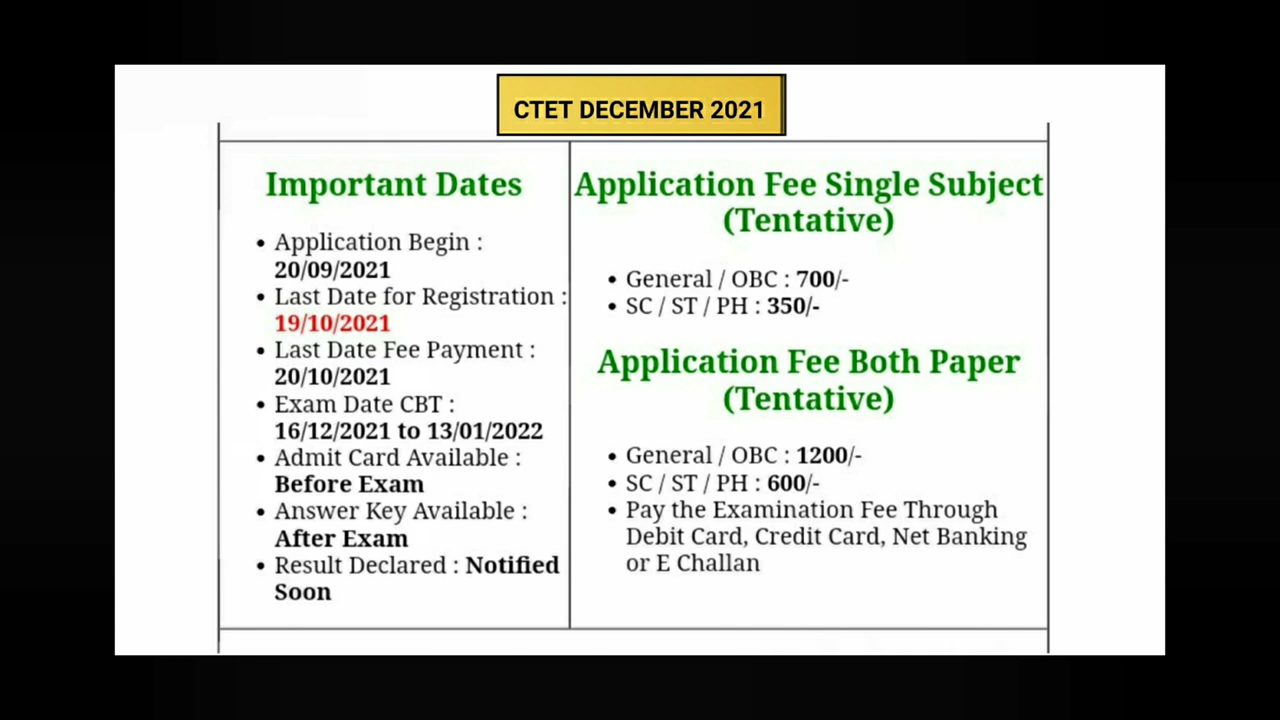 CTET DECEMBER 2021
Important Dates
• Application Begin :
20/09/2021
• Last Date for Registration :
19/10/2021
• Last Date Fee Payment :
20/10/2021
• Exam Date CBT :
16/12/2021 to 13/01/2022
• Admit Card Available :
Before Exam
• Answer Key Available :
After Exam
• Result Declared : Notified
Soon
Application Fee Single Subject
(Tentative)
• General / OBC : 700/-
• SC / ST / PH : 350/-
Application Fee Both Paper
(Tentative)
• General / OBC : 1200/-
• SC / ST / PH : 600/-
• Pay the Examination Fee Through
Debit Card, Credit Card, Net Banking
or E Challan